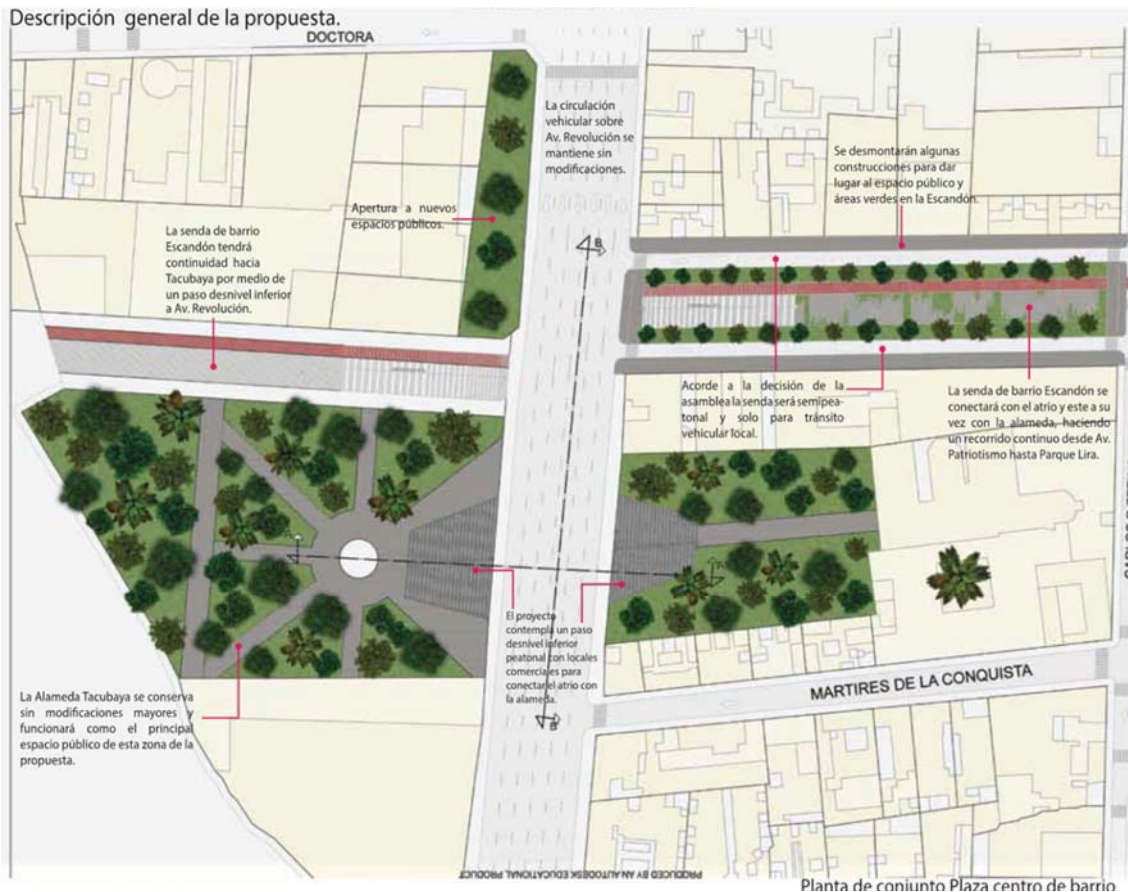 Descripción general de la propuesta.
DOCTORA
La circulación
vehicular sobre
Av. Revolución se
mantiene sin
modificaciones.
Se desmontarán algunas
construcciones para dar
lugar al espacio público y
áreas verdes en la Escandón.
Apertura a nuevos
espacios públicos.
La senda de barrio
Escandón tendrá
continuidad hacia
Tacubaya por medio de
un paso desnivel inferior
a Av. Revolución.
B
Acorde a la decisión de la
asamblea la senda será semipea-
tonal y solo para tránsito
vehicular local.
La senda de barrio Escandón se
conectará con el atrio y este a su
vez con la alameda, haciendo
un recorrido continuo desde Av.
Patriotismo hasta Parque Lira.
El proyecto
contempla un paso
desnivel inferior
peatonal con locales
comerciales para
conectar el atrio con
la alameda.
B
MARTIRES DE LA CONQUISTA
La Alameda Tacubaya se conserva
sin modificaciones mayores y
funcionará como el principal
espacio público de esta zona de la
propuesta.
PRODUCED BY AN AUTODESK EDUCATIONAL PRODUCT
Planta de conjunto Plaza centro de barrio